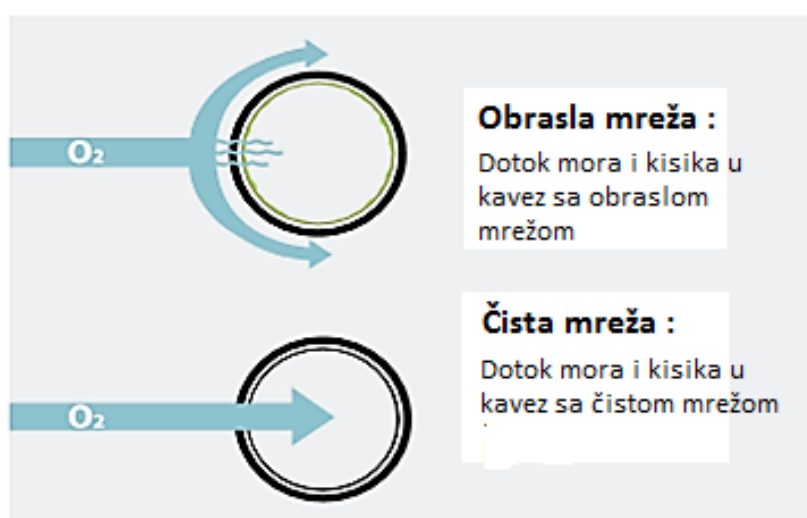 O₂
Obrasla mreža :
Dotok mora i kisika u
kavez sa obraslom
mrežom
Čista mreža :
Dotok mora i kisika u
kavez sa čistom mrežom
O₂